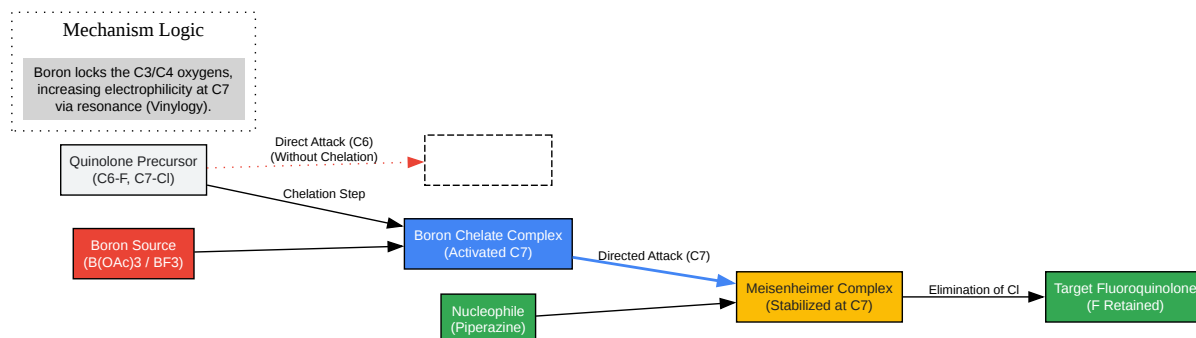 Mechanism Logic
Boron locks the C3/C4 oxygens,
increasing electrophilicity at C7
via resonance (Vinylogy).
Quinolone Precursor
(C6-F, C7-Cl)
Direct Attack (C6)
(Without Chelation)
Chelation Step
Boron Source
(B(OAc)3 / BF3)
Boron Chelate Complex
(Activated C7)
Directed Attack (C7)
Nucleophile
(Piperazine)
Meisenheimer Complex
(Stabilized at C7)
Elimination of Cl
Target Fluoroquinolone
(F Retained)